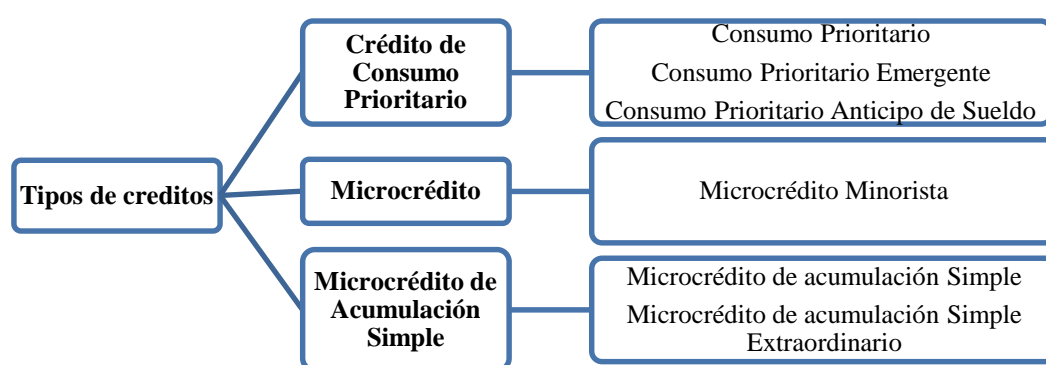 Tipos de creditos
Crédito de
Consumo
Prioritario
Consumo Prioritario
Consumo Prioritario Emergente
Consumo Prioritario Anticipo de Sueldo
Microcrédito
Microcrédito Minorista
Microcrédito de
Acumulación
Simple
Microcrédito de acumulación Simple
Microcrédito de acumulación Simple
Extraordinario